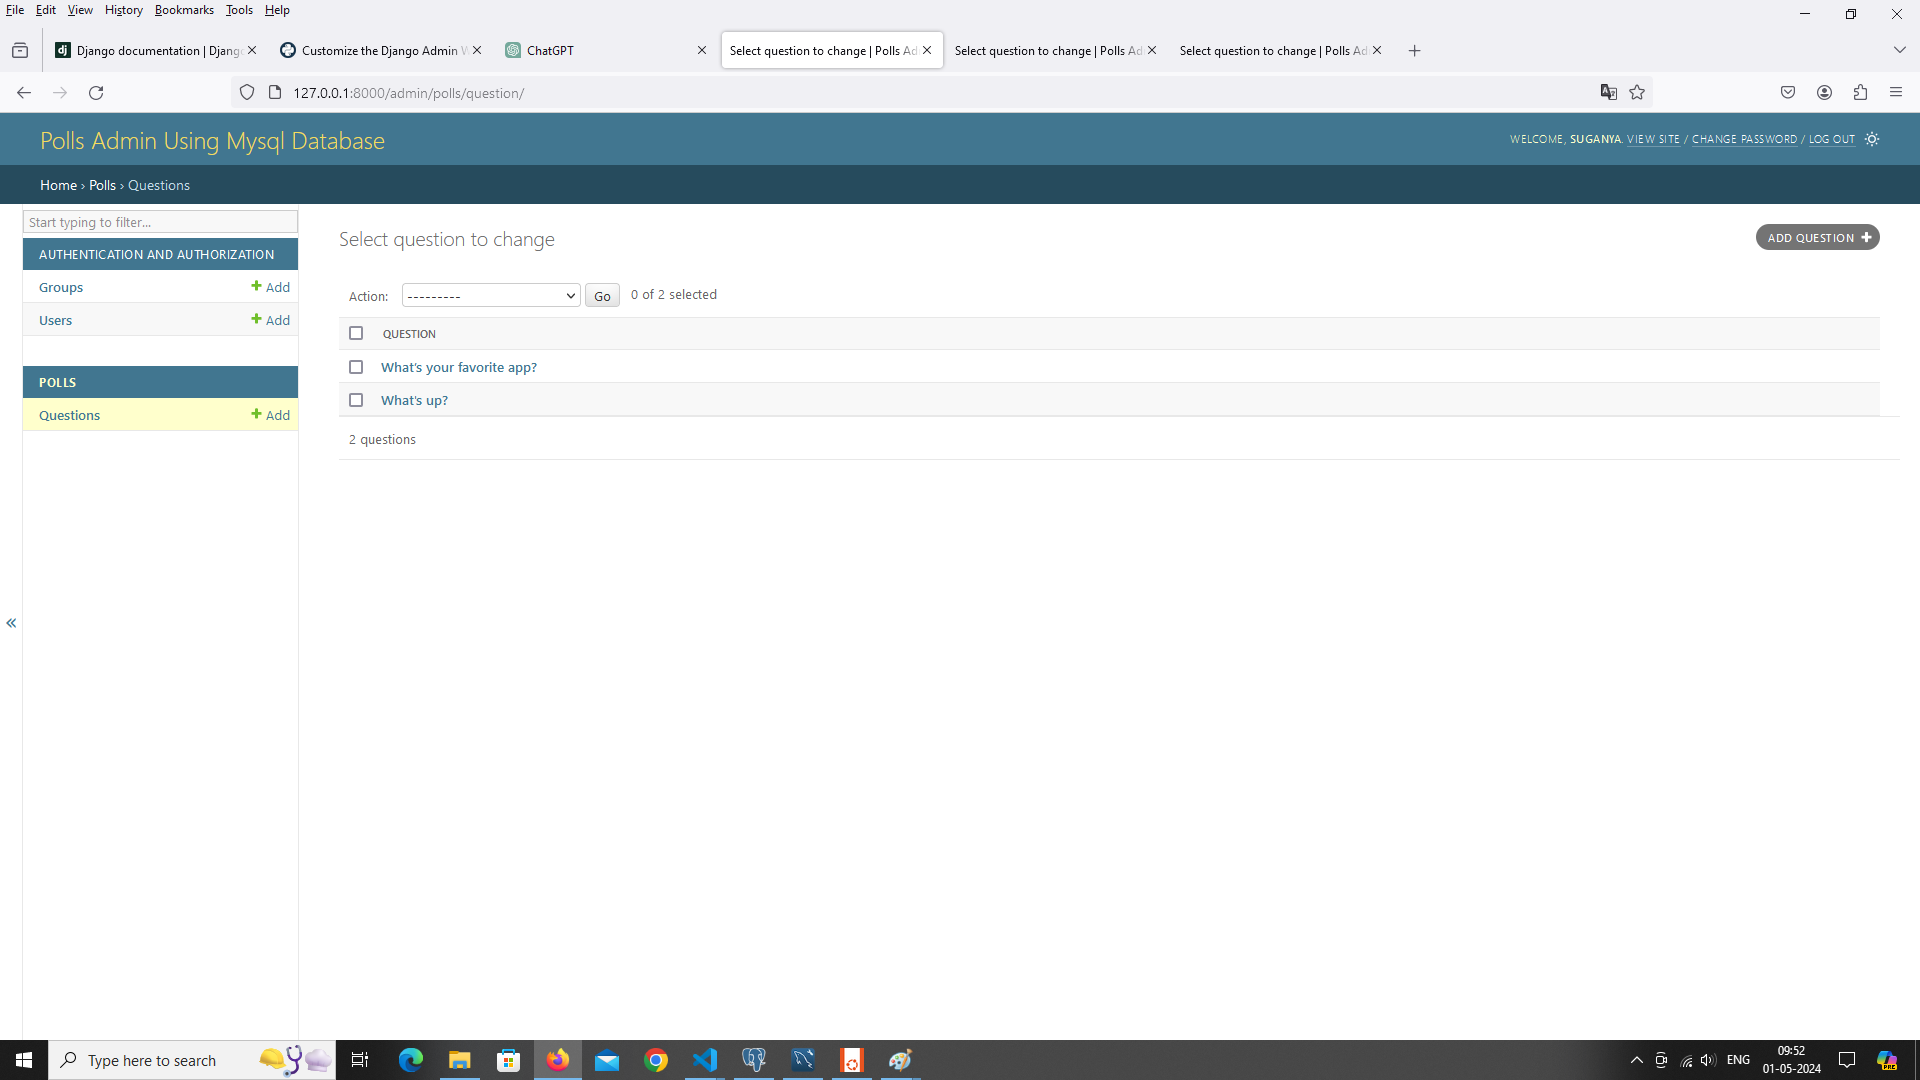 File Edit View History Bookmarks Tools Help
Django documentation | Django
Customize the Django Admin W
ChatGPT
Select question to change | Polls Ad
Select question to change | Polls Ad
Select question to change | Polls Ad
127.0.0.1:8000/admin/polls/question/
Polls Admin Using Mysql Database
WELCOME, SUGANYA. VIEW SITE / CHANGE PASSWORD / LOG OUT
Home › Polls › Questions
Start typing to filter...
AUTHENTICATION AND AUTHORIZATION
Groups Add
Users Add
POLLS
Questions Add
Select question to change
ADD QUESTION
Action: --------- Go 0 of 2 selected
QUESTION
What's your favorite app?
What's up?
2 questions
Type here to search
ENG
09:52
01-05-2024
PRE